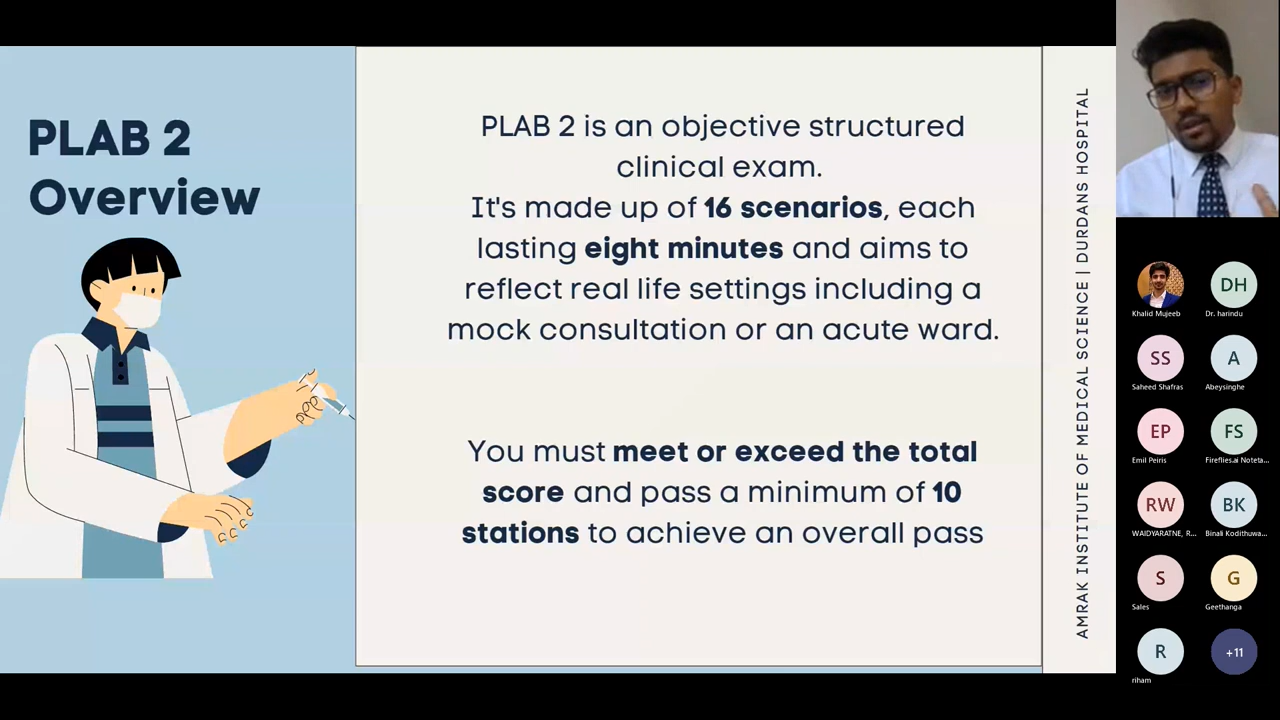 PLAB 2
Overview
PLAB 2 is an objective structured
clinical exam.
It's made up of 16 scenarios, each
lasting eight minutes and aims to
reflect real life settings including a
mock consultation or an acute ward.
You must meet or exceed the total
score and pass a minimum of 10
stations to achieve an overall pass
AMRAK INSTITUTE OF MEDICAL SCIENCE | DURDANS HOSPITAL
Khalid Mujeeb
DH
Dr. harindu
SS
Saheed Shafras
A
Abeysinghe
EP
Emil Peiris
FS
Fireflies.ai Noteta...
RW
WAIDYARATNE, R...
BK
Binali Kodithuwa...
S
Sales
G
Geethanga
R
riham
+11